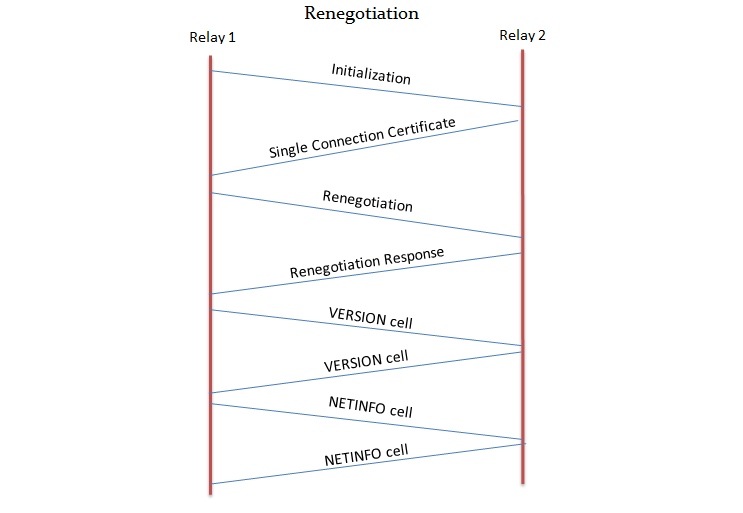 Renegotiation
Relay 1
Relay 2
Initialization
Single Connection Certificate
Renegotiation
Renegotiation Response
VERSION cell
VERSION cell
NETINFO cell
NETINFO cell